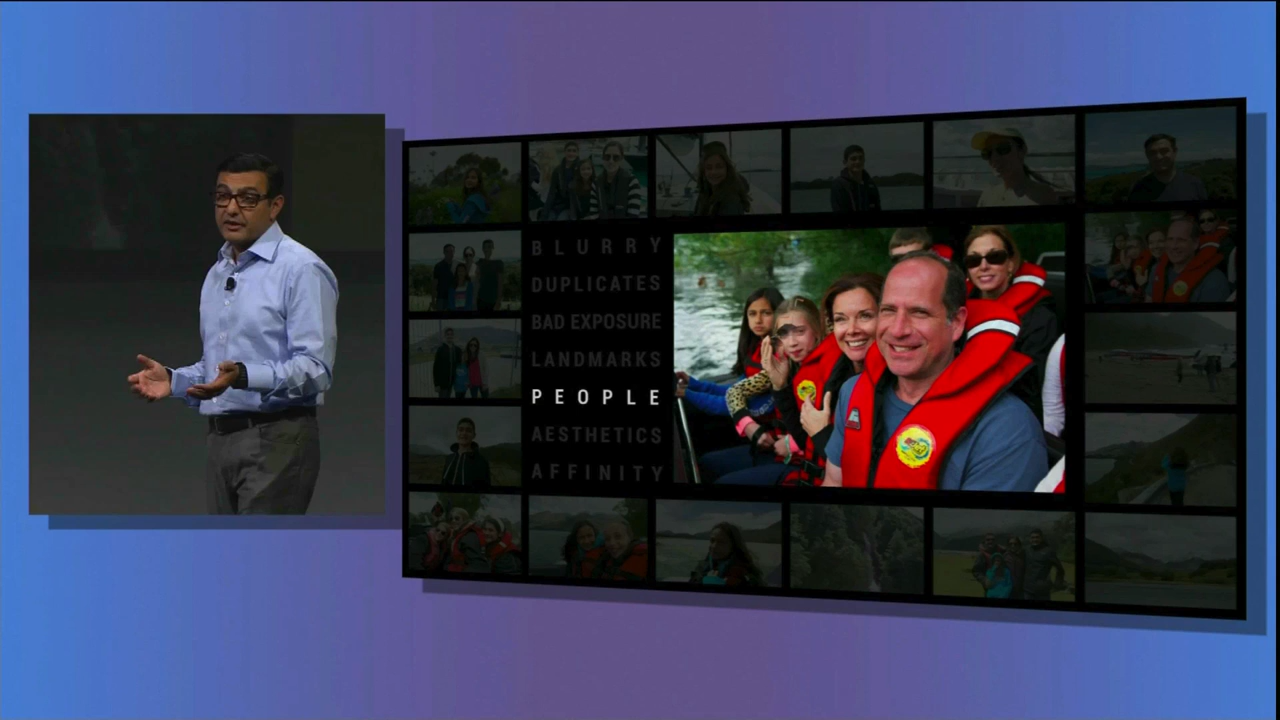 BLURRY
DUPLICATES
BAD EXPOSURE
LANDMARKS
PEOPLE
AESTHETICS
AFFINITY